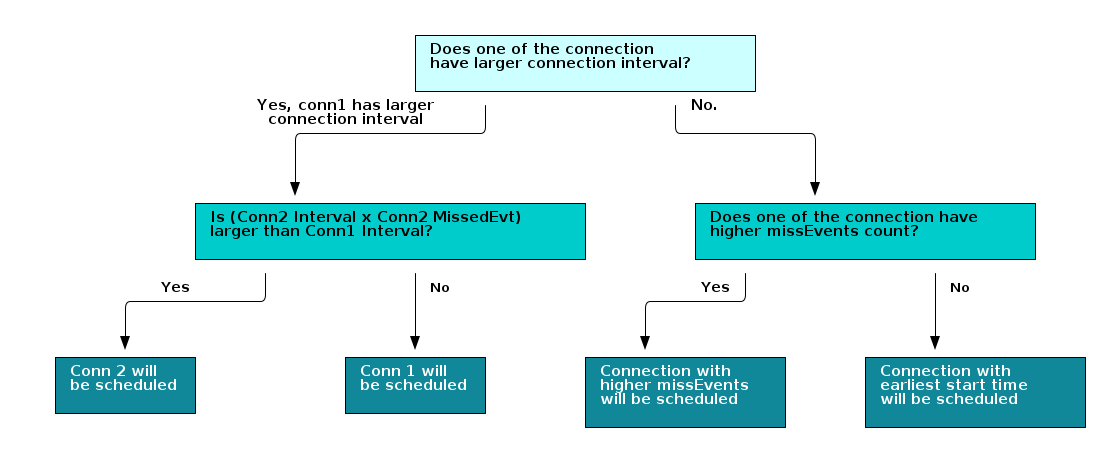 Does one of the connection
have larger connection interval?
Yes, conn1 has larger
connection interval
No.
Is (Conn2 Interval x Conn2 MissedEvt)
larger than Conn1 Interval?
Does one of the connection have
higher missEvents count?
Yes
No
Yes
No
Conn 2 will
be scheduled
Conn 1 will
be scheduled
Connection with
higher missEvents
will be scheduled
Connection with
earliest start time
will be scheduled